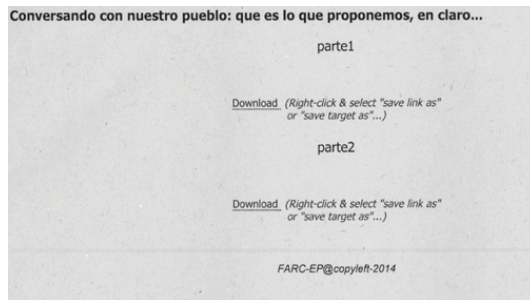 Conversando con nuestro pueblo: que es lo que proponemos, en claro...
parte1
Download (Right-click & select "save link as"
or "save target as"...)
parte2
Download (Right-click & select "save link as"
or "save target as"...)
FARC-EP@copyleft-2014